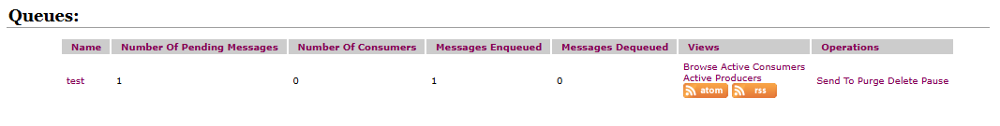 Queues:
Name Number Of Pending Messages Number Of Consumers Messages Enqueued Messages Dequeued Views Operations
test 1 0 1 0 Browse Active Consumers
Active Producers
atom rss Send To Purge Delete Pause